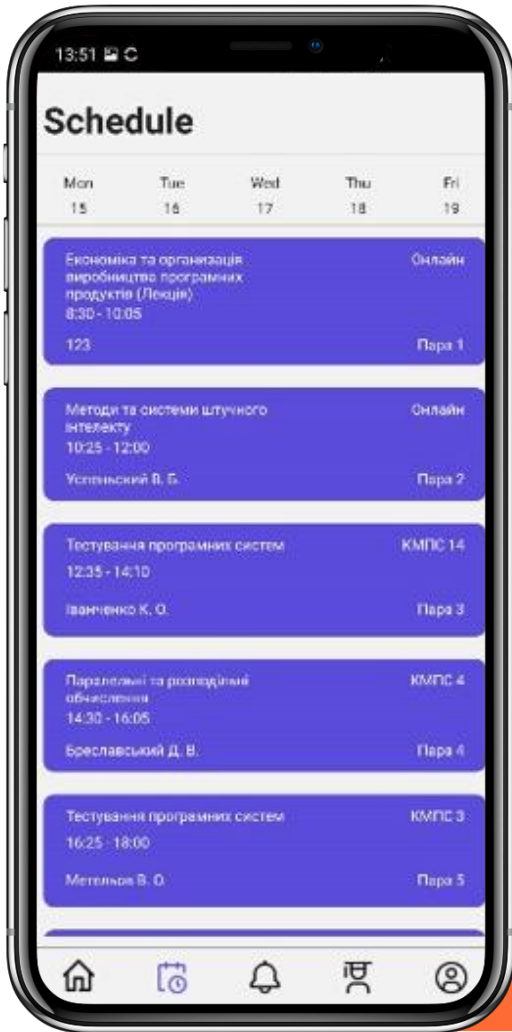 13:51
Schedule
Mon Tue Wed Thu Fri
15 16 17 18 19
Економіка та організація Онлайн
виробництва програмних
продуктів (Лекція)
8:30 - 10:05
123 Пара 1
Методи та системи штучного Онлайн
інтелекту
10:25 - 12:00
Успенський В. Б. Пара 2
Тестування програмних систем КМПС 14
12:35 - 14:10
Іванченко К. О. Пара 3
Паралельні та розподільні КМПС 4
обчислення
14:30 - 16:05
Бреславський Д. В. Пара 4
Тестування програмних систем КМПС 3
16:25 - 18:00
Метельов В. О. Пара 5